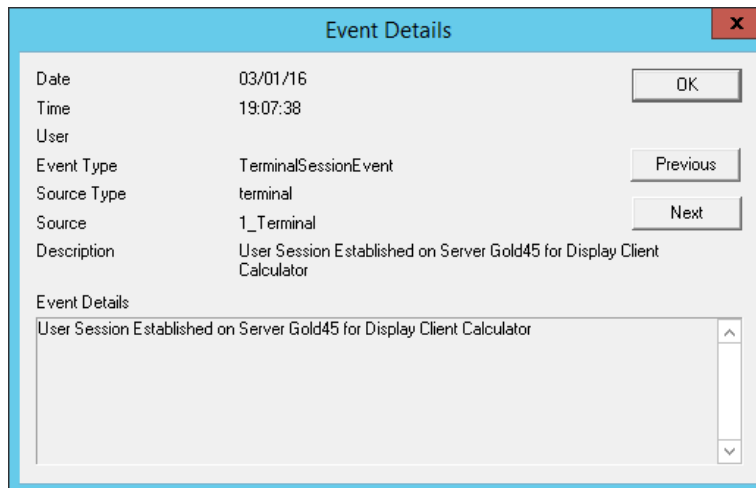 Event Details
x
Date 03/01/16
OK
Time 19:07:38
User
Event Type TerminalSessionEvent
Previous
Source Type terminal
Source 1_Terminal
Next
Description User Session Established on Server Gold45 for Display Client
Calculator
Event Details
User Session Established on Server Gold45 for Display Client Calculator